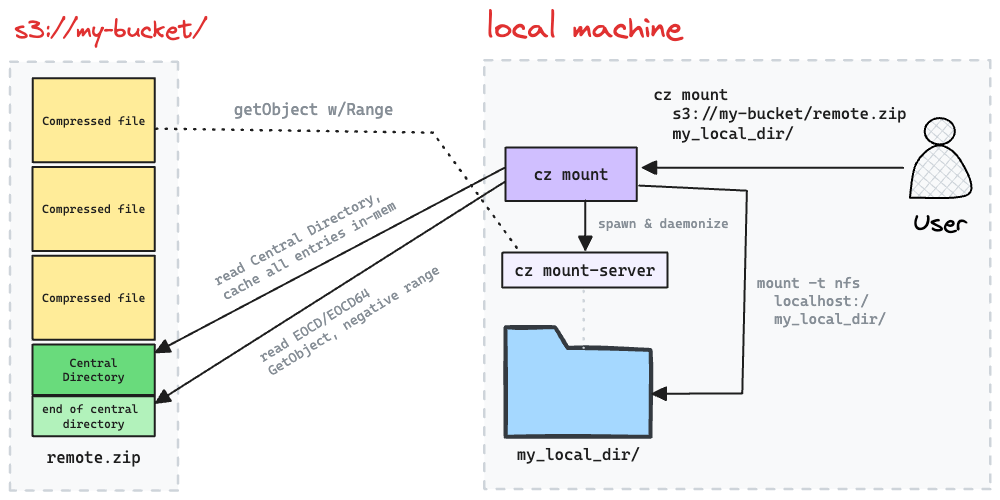 s3://my-bucket/
local machine
Compressed file
Compressed file
Compressed file
Central
Directory
end of central
directory
remote.zip
getObject w/Range
read Central Directory,
cache all entries in-mem
read EOCD/EOCD64
GetObject, negative range
cz mount
s3://my-bucket/remote.zip
my_local_dir/
cz mount
User
spawn & daemonize
cz mount-server
mount -t nfs
localhost:/
my_local_dir/
my_local_dir/